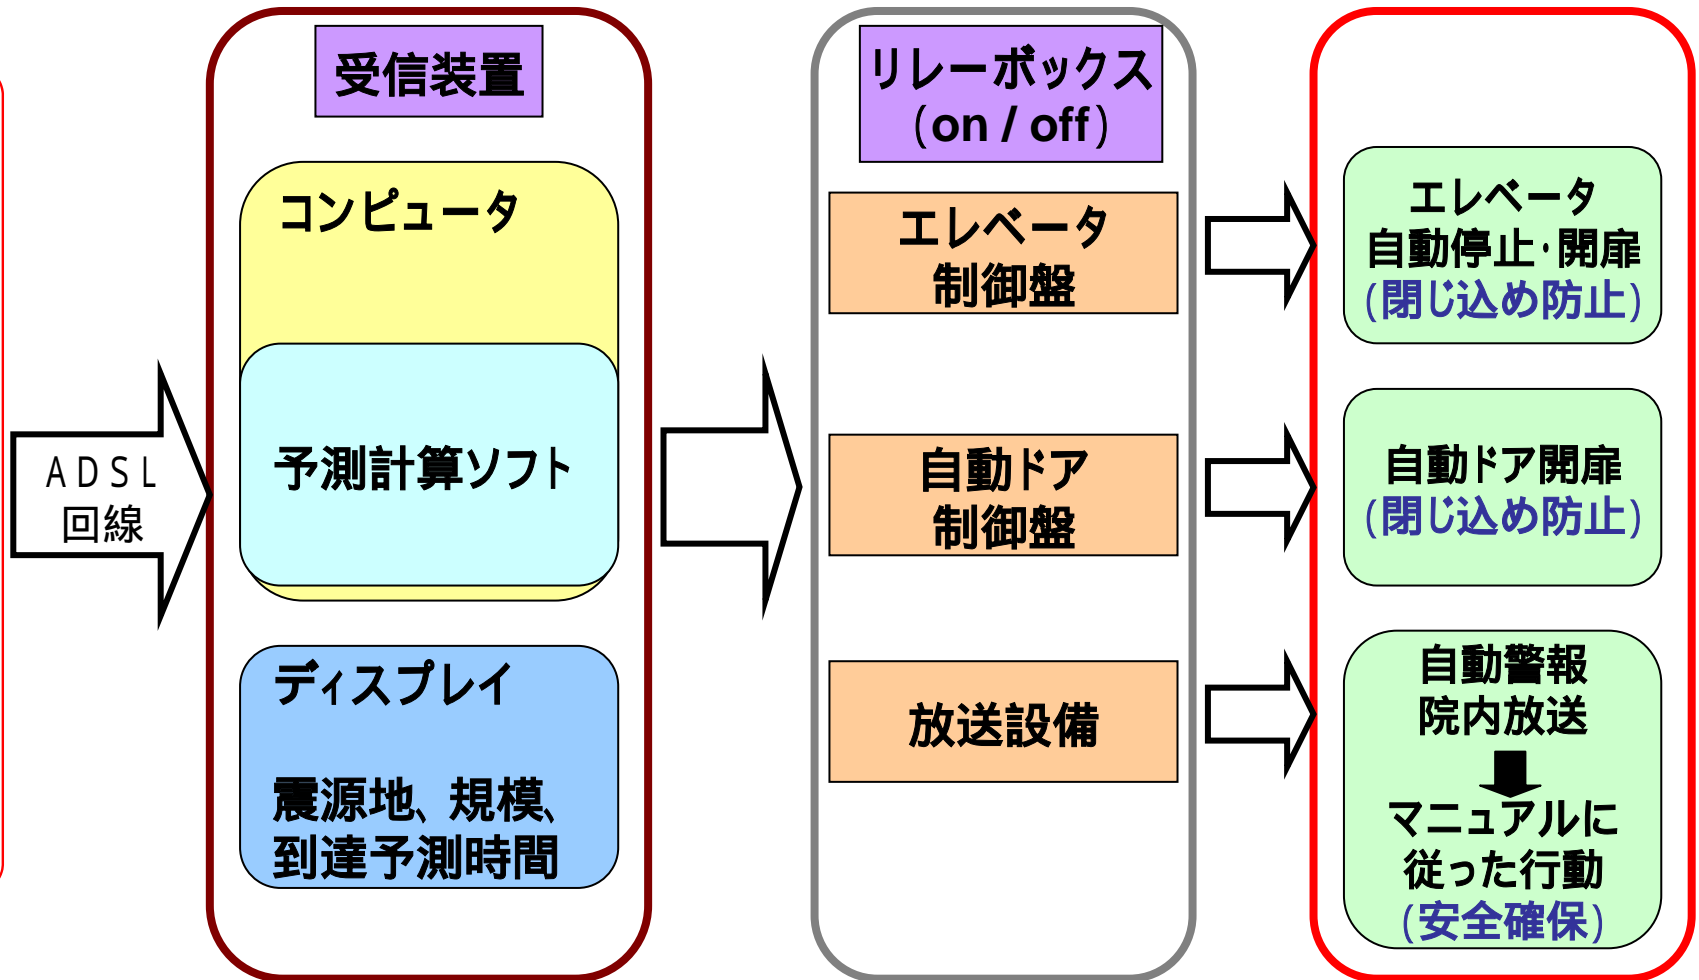 ADSL
回線
受信装置
コンピュータ
予測計算ソフト
ディスプレイ
震源地、規模、
到達予測時間
リレーボックス
(on / off)
エレベータ
制御盤
自動ドア
制御盤
放送設備
エレベータ
自動停止・開扉
(閉じ込め防止)
自動ドア開扉
(閉じ込め防止)
自動警報
院内放送
マニュアルに
従った行動
(安全確保)